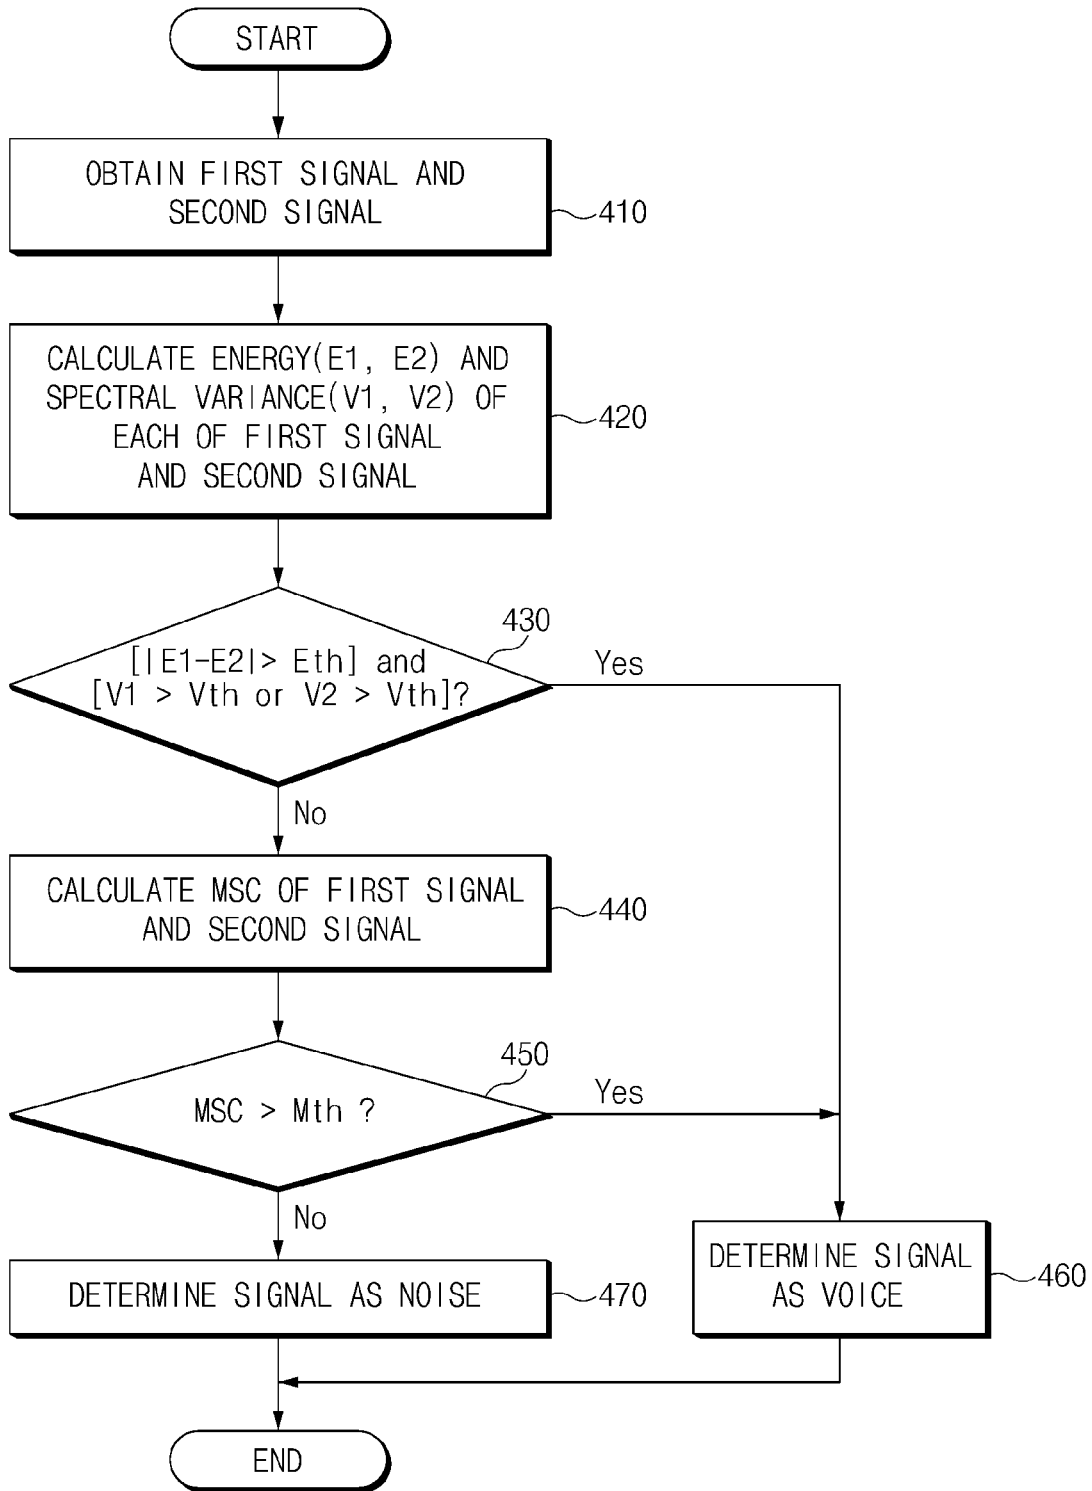 START
OBTAIN FIRST SIGNAL AND
SECOND SIGNAL
410
CALCULATE ENERGY(E1, E2) AND
SPECTRAL VARIANCE(V1, V2) OF
EACH OF FIRST SIGNAL
AND SECOND SIGNAL
420
430
[|E1-E2|> Eth] and
[V1 > Vth or V2 > Vth]?
Yes
No
CALCULATE MSC OF FIRST SIGNAL
AND SECOND SIGNAL
440
450
MSC > Mth ?
Yes
No
DETERMINE SIGNAL AS NOISE
470
DETERMINE SIGNAL
AS VOICE
460
END